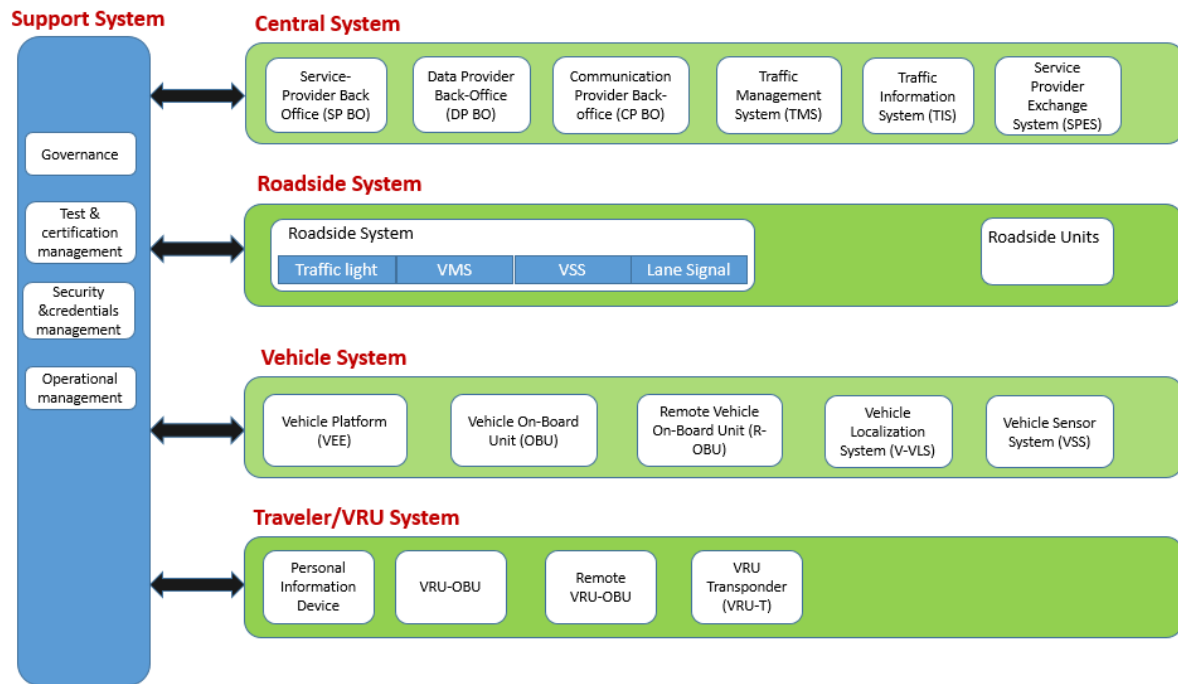 Support System
Governance
Test &
certification
management
Security
&credentials
management
Operational
management
Central System
Service-
Provider Back
Office (SP BO)
Data Provider
Back-Office
(DP BO)
Communication
Provider Back-
office (CP BO)
Traffic
Management
System (TMS)
Traffic
Information
System (TIS)
Service
Provider
Exchange
System (SPES)
Roadside System
Roadside System
Traffic light
VMS
VSS
Lane Signal
Roadside Units
Vehicle System
Vehicle Platform
(VEE)
Vehicle On-Board
Unit (OBU)
Remote Vehicle
On-Board Unit (R-
OBU)
Vehicle
Localization
System (V-VLS)
Vehicle Sensor
System (VSS)
Traveler/VRU System
Personal
Information
Device
VRU-OBU
Remote
VRU-OBU
VRU
Transponder
(VRU-T)